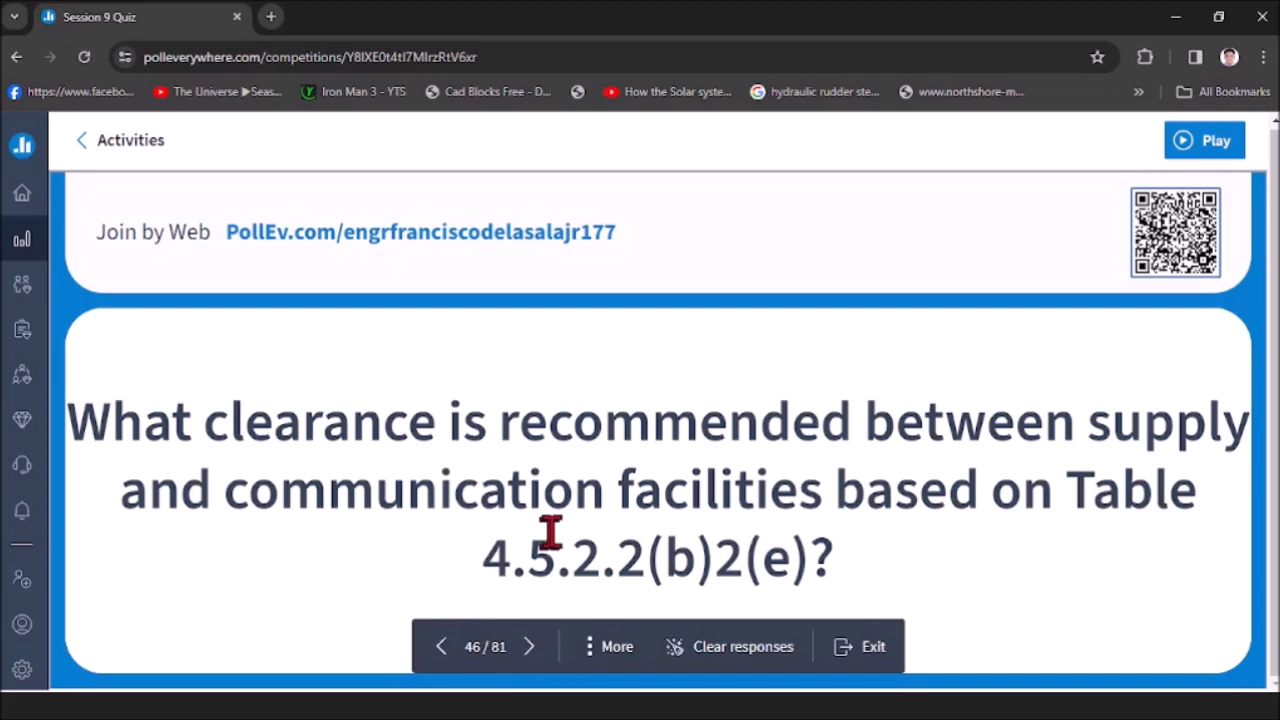 Session 9 Quiz
polleverywhere.com/competitions/Y8lXE0t4tI7MIrzRtV6xr
https://www.facebo... The Universe ▶Seas... Iron Man 3 - YTS Cad Blocks Free - D... How the Solar syste... hydraulic rudder ste... www.northshore-m... » All Bookmarks
Activities
Play
Join by Web PollEv.com/engrfranciscodelasalajr177
What clearance is recommended between supply
and communication facilities based on Table
4.5.2.2(b)2(e)?
46 / 81 More Clear responses Exit